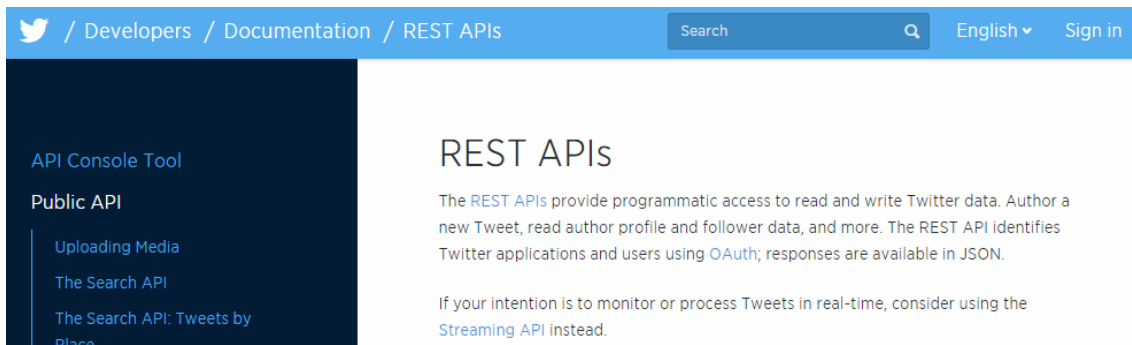 / Developers / Documentation / REST APIs
Search
English
Sign in
API Console Tool
Public API
Uploading Media
The Search API
The Search API: Tweets by
Place
REST APIs
The REST APIs provide programmatic access to read and write Twitter data. Author a
new Tweet, read author profile and follower data, and more. The REST API identifies
Twitter applications and users using OAuth; responses are available in JSON.
If your intention is to monitor or process Tweets in real-time, consider using the
Streaming API instead.